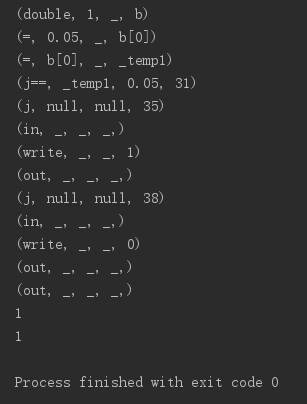 (double, 1, _, b)
(=, 0.05, _, b[0])
(=, b[0], _, _temp1)
(j==, _temp1, 0.05, 31)
(j, null, null, 35)
(in, _, _, _,)
(write, _, _, 1)
(out, _, _, _,)
(j, null, null, 38)
(in, _, _, _,)
(write, _, _, 0)
(out, _, _, _,)
(out, _, _, _,)
1
1
Process finished with exit code 0